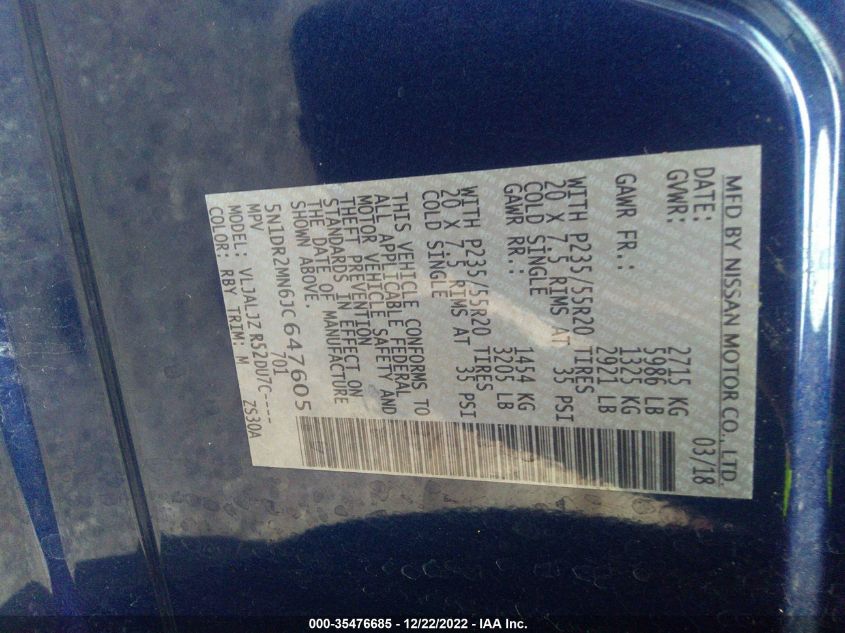 MFD BY NISSAN MOTOR CO., LTD.
DATE: 03/18
GVWR: 2715 KG
5986 LB
GAWR FR.: 1325 KG
2921 LB
WITH P235/55R20 TIRES
20 X 7.5 RIMS AT 35 PSI
COLD SINGLE
GAWR RR.: 1454 KG
3205 LB
WITH P235/55R20 TIRES
20 X 7.5 RIMS AT 35 PSI
COLD SINGLE
THIS VEHICLE CONFORMS TO
ALL APPLICABLE FEDERAL
MOTOR VEHICLE SAFETY AND
THEFT PREVENTION
STANDARDS IN EFFECT ON
THE DATE OF MANUFACTURE
SHOWN ABOVE.
5N1DR2MN6JC647605
MPV 701
MODEL: VLJALJZ R52DU7C----
COLOR: RBY TRIM: M ZS30A
000-35476685 - 12/22/2022 - IAA Inc.